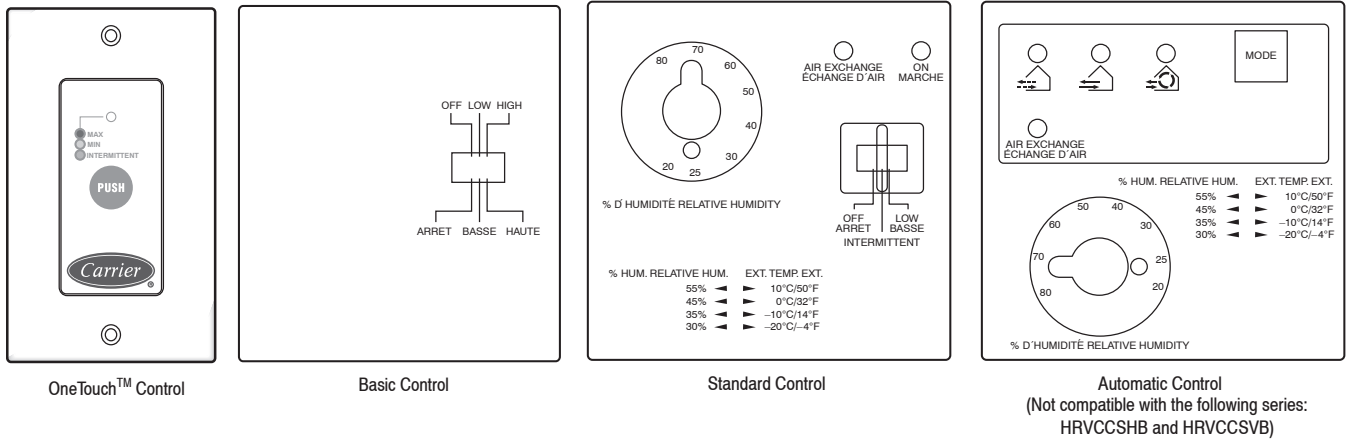 MAX
MIN
INTERMITTENT
PUSH
Carrier
®
OneTouch™ Control
OFF LOW HIGH
ARRET BASSE HAUTE
Basic Control
70
80
60
50
40
30
20
25
% D´HUMIDITÈ RELATIVE HUMIDITY
AIR EXCHANGE
ÉCHANGE D´AIR
ON
MARCHE
OFF
ARRET
LOW
BASSE
INTERMITTENT
% HUM. RELATIVE HUM. EXT. TEMP. EXT.
55% ◄ ► 10°C/50°F
45% ◄ ► 0°C/32°F
35% ◄ ► –10°C/14°F
30% ◄ ► –20°C/–4°F
Standard Control
MODE
AIR EXCHANGE
ÉCHANGE D´AIR
% HUM. RELATIVE HUM. EXT. TEMP. EXT.
55% ◄ ► 10°C/50°F
45% ◄ ► 0°C/32°F
35% ◄ ► –10°C/14°F
30% ◄ ► –20°C/–4°F
50
40
60
30
70
25
80
20
% D´HUMIDITÈ RELATIVE HUMIDITY
Automatic Control
(Not compatible with the following series:
HRVCCSHB and HRVCCSVB)